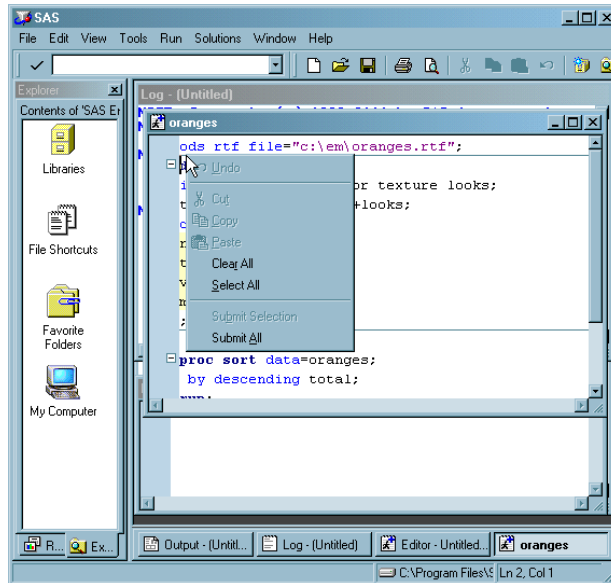 SAS
File Edit View Tools Run Solutions Window Help
Explorer
Contents of 'SAS En
Libraries
File Shortcuts
Favorite
Folders
My Computer
R...
Ex...
Log - (Untitled)
oranges
ods rtf file="c:\em\oranges.rtf";
or texture looks;
+looks;
Undo
Cut
Copy
Paste
Clear All
Select All
Submit Selection
Submit All
proc sort data=oranges;
by descending total;
run;
Output - (Untitl...
Log - (Untitled)
Editor - Untitled...
oranges
C:\Program Files\S
Ln 2, Col 1